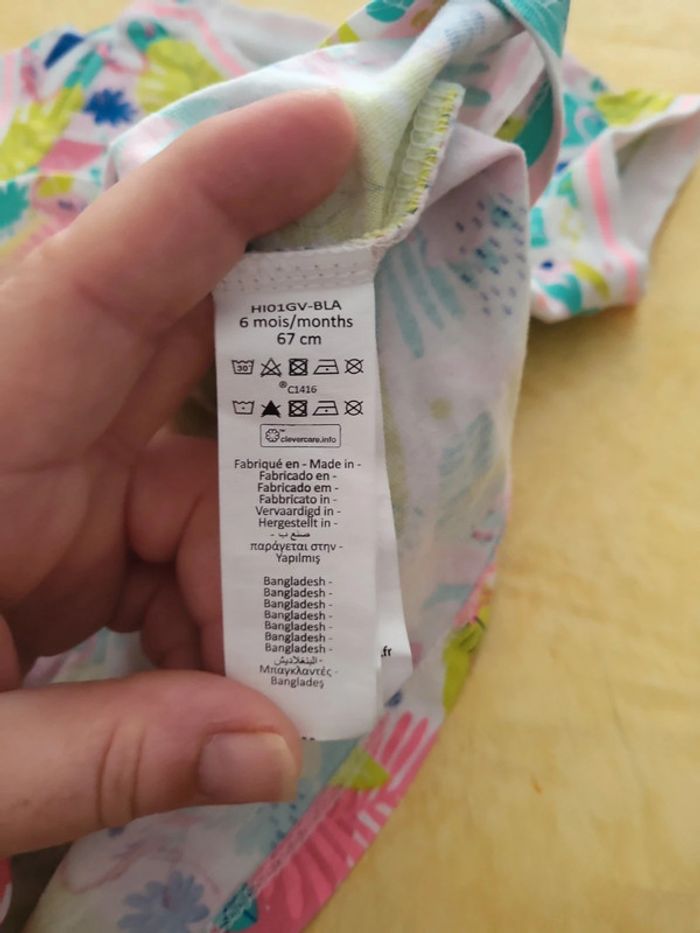 HI01GV-BLA
6 mois/months
67 cm
30
®C1416
™ clevercare.info
Fabriqué en - Made in -
Fabricado en -
Fabricado em -
Fabbricato in -
Vervaardigd in -
Hergestellt in -
صنع ب -
παράγεται στην -
Yapılmış
Bangladesh -
Bangladesh -
Bangladesh -
Bangladesh -
Bangladesh -
Bangladesh -
Bangladesh -
البنغلاديش -
Μπαγκλαντές -
Bangladeş
.fr